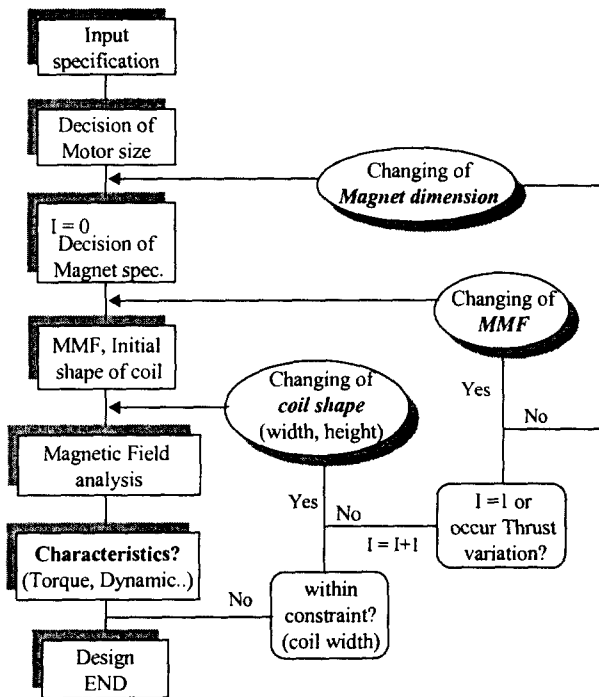 Input
specification
Decision of
Motor size
Changing of
Magnet dimension
I = 0
Decision of
Magnet spec.
Changing of
MMF
MMF, Initial
shape of coil
Changing of
coil shape
(width, height)
Yes
No
Magnetic Field
analysis
Yes
No
I = I+1
I =1 or
occur Thrust
variation?
Characteristics?
(Torque, Dynamic..)
No
within
constraint?
(coil width)
Design
END